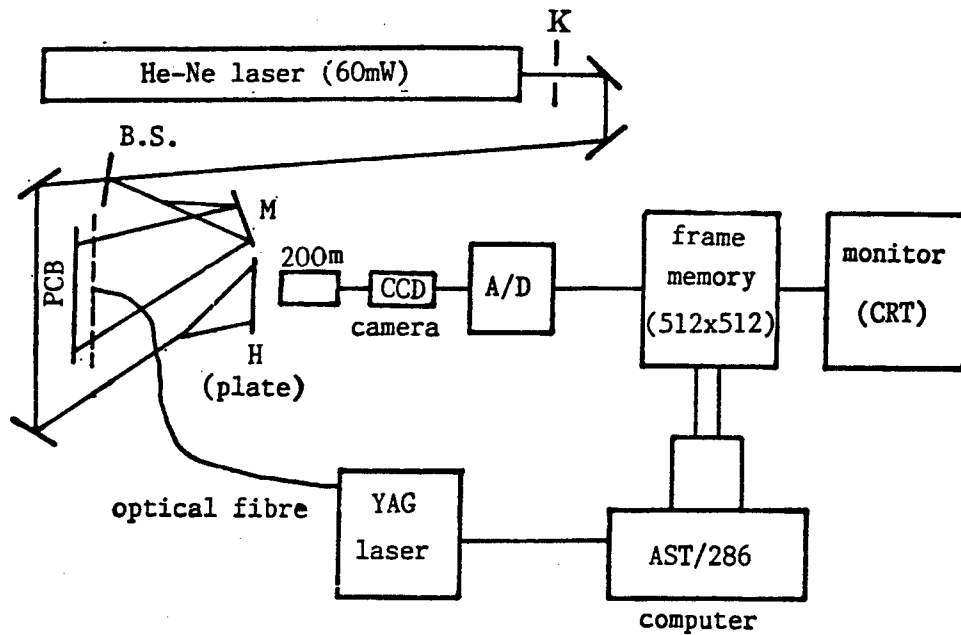 K
He-Ne laser (60mW)
B.S.
M
PCB
200m
CCD
camera
A/D
frame
memory
(512x512)
monitor
(CRT)
H
(plate)
optical fibre
YAG
laser
AST/286
computer